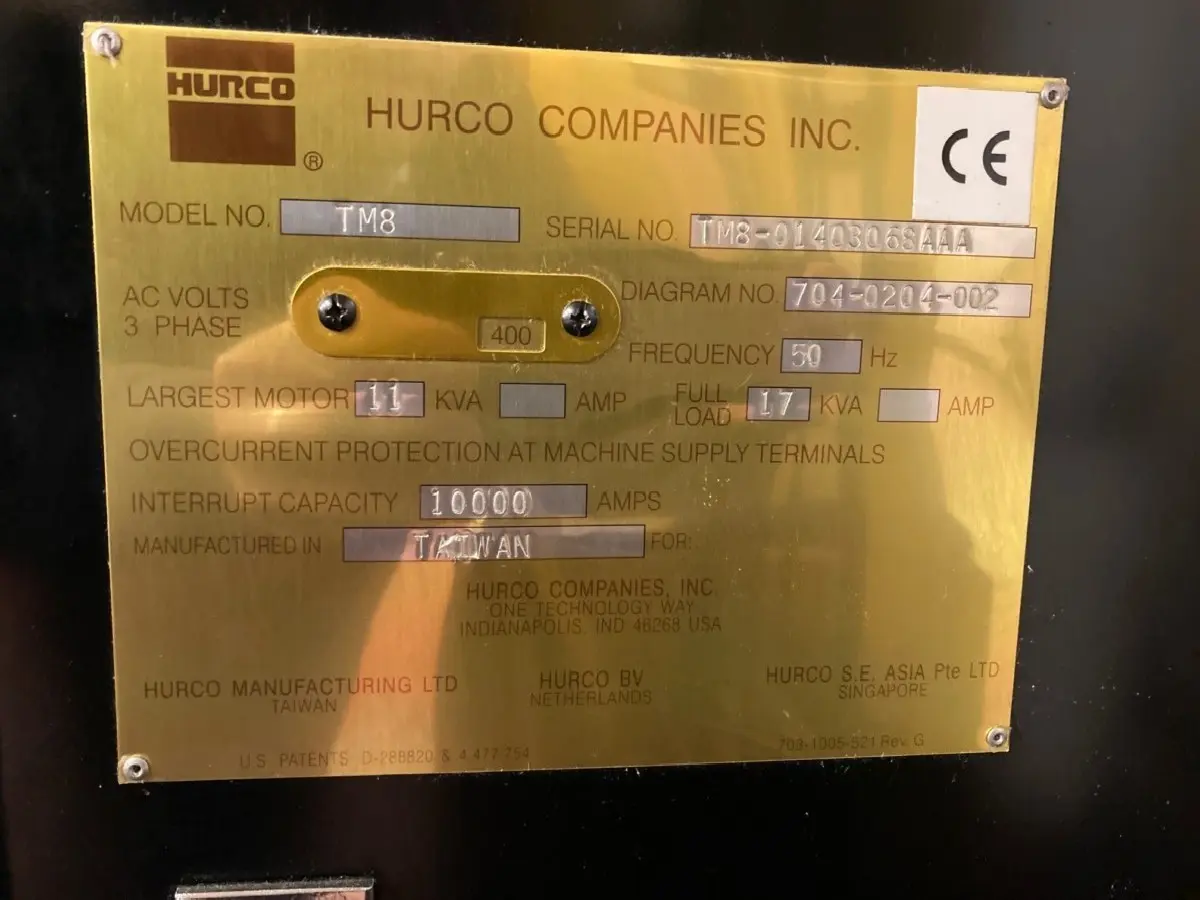 HURCO
®
HURCO COMPANIES INC.
CE
MODEL NO. TM8
SERIAL NO. TM8-01403068AAA
AC VOLTS
3 PHASE
400
DIAGRAM NO. 704-0204-002
FREQUENCY 50 Hz
LARGEST MOTOR 11 KVA AMP
FULL LOAD 17 KVA AMP
OVERCURRENT PROTECTION AT MACHINE SUPPLY TERMINALS
INTERRUPT CAPACITY 10000 AMPS
MANUFACTURED IN TAIWAN FOR:
HURCO COMPANIES, INC.
ONE TECHNOLOGY WAY
INDIANAPOLIS, IND 46268 USA
HURCO MANUFACTURING LTD
TAIWAN
HURCO BV
NETHERLANDS
HURCO S.E. ASIA Pte LTD
SINGAPORE
U.S. PATENTS D-288820 & 4 477 754
Rev. G